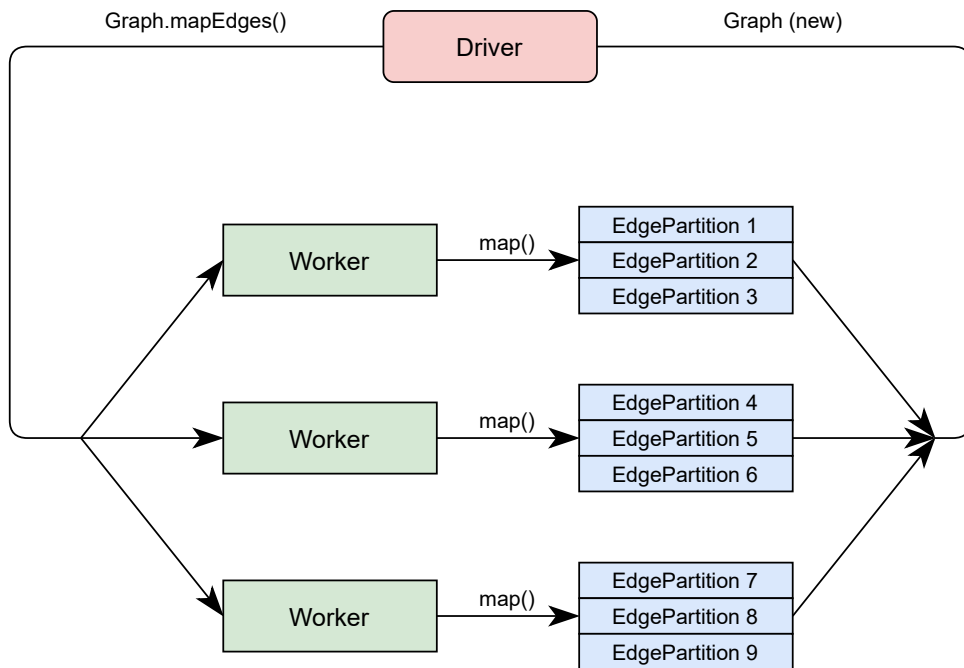 Graph.mapEdges()
Driver
Graph (new)
Worker
map()
EdgePartition 1
EdgePartition 2
EdgePartition 3
Worker
map()
EdgePartition 4
EdgePartition 5
EdgePartition 6
Worker
map()
EdgePartition 7
EdgePartition 8
EdgePartition 9